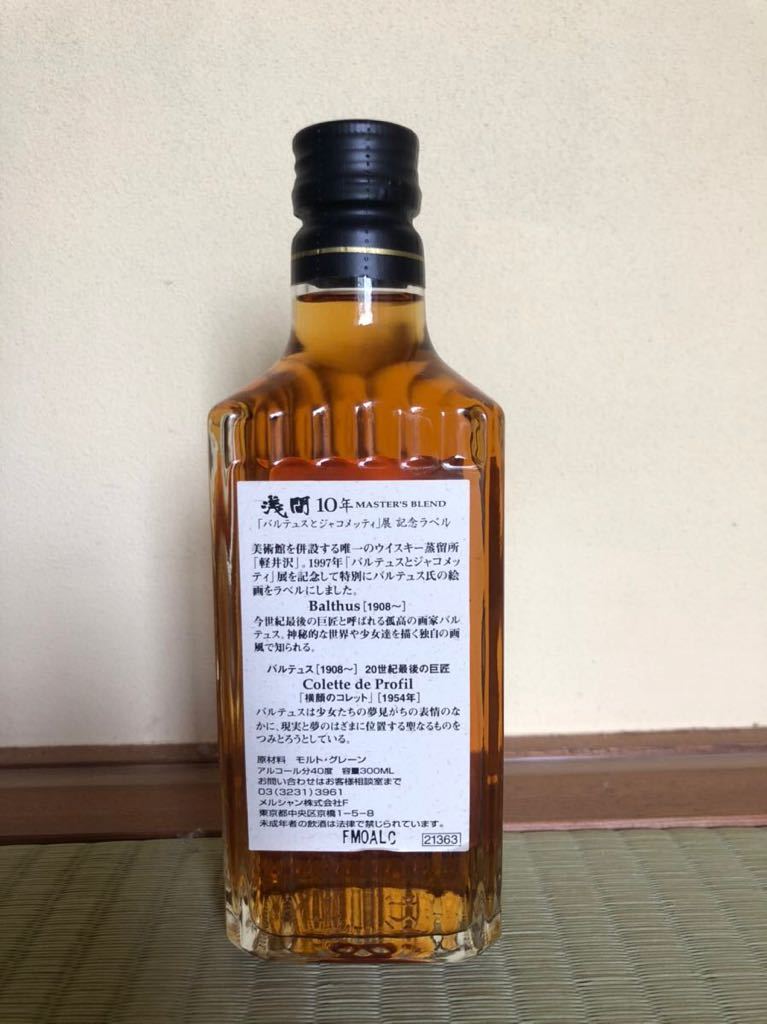 浅間 10年 MASTER'S BLEND
「バルテュスとジャコメッティ」展 記念ラベル
美術館を併設する唯一のウイスキー蒸留所
「軽井沢」。1997年「バルテュスとジャコメッ
ティ」展を記念して特別にバルテュス氏の絵
画をラベルにしました。
Balthus [1908〜]
今世紀最後の巨匠と呼ばれる孤高の画家バル
テュス。神秘的な世界や少女達を描く独自の画
風で知られる。
バルテュス[1908〜] 20世紀最後の巨匠
Colette de Profil
「横顔のコレット」[1954年]
バルテュスは少女たちの夢見がちの表情のな
かに、現実と夢のはざまに位置する聖なるものを
つみとろうとしている。
原材料 モルト・グレーン
アルコール分40度 容量300ML
お問い合わせはお客様相談室まで
03(3231)3961
メルシャン株式会社F
東京都中央区京橋1-5-8
未成年者の飲酒は法律で禁じられています。
FMOALC 21363